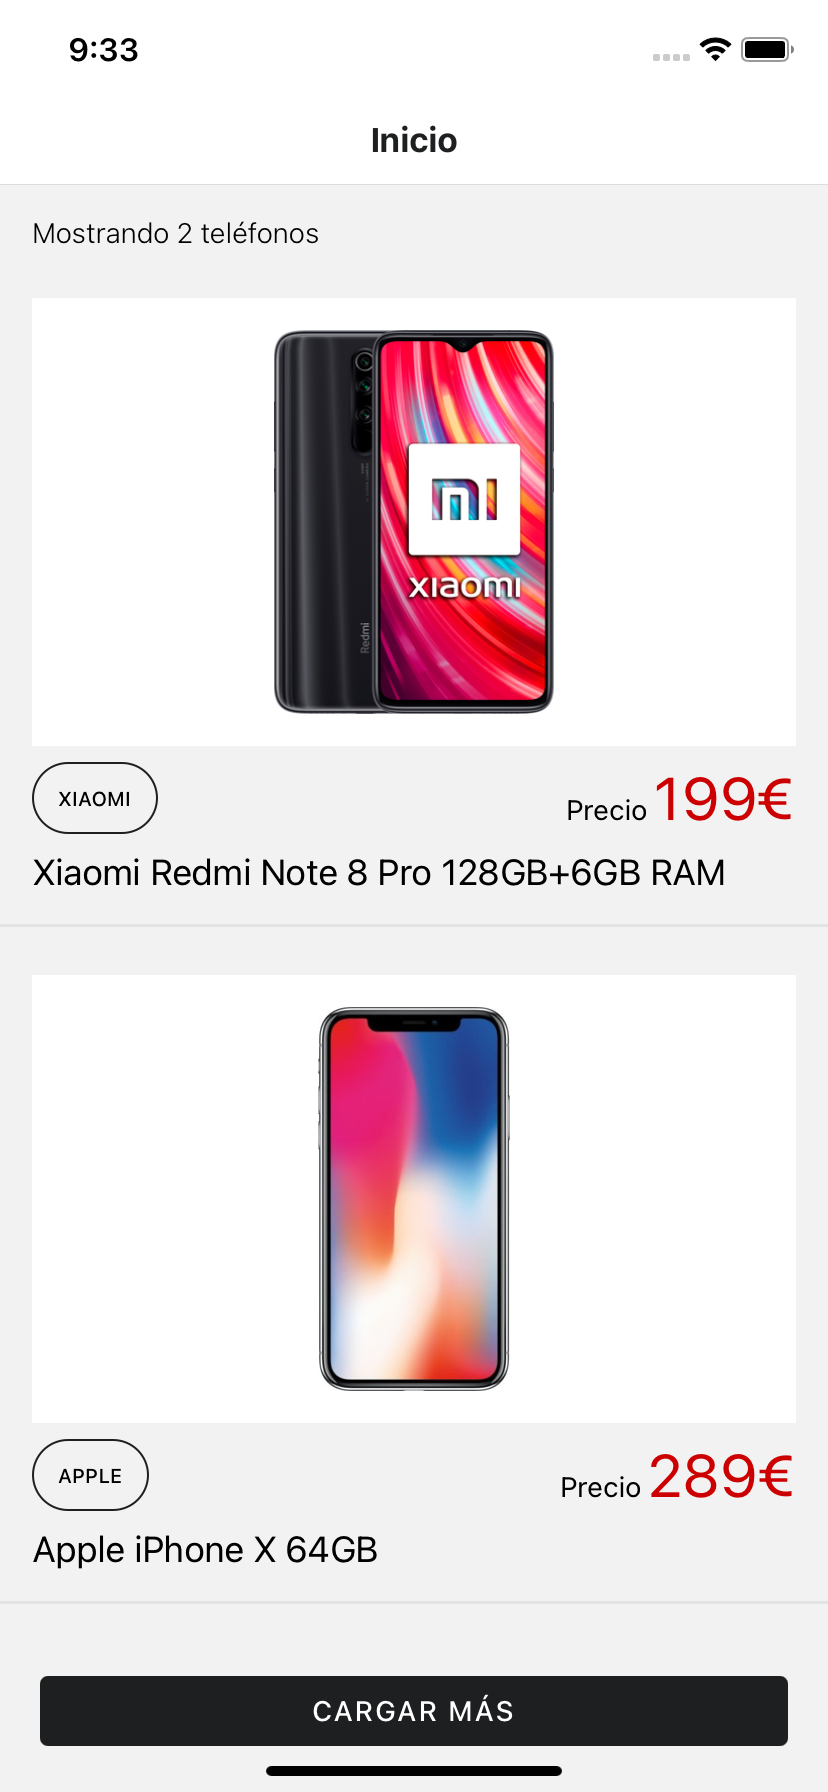 9:33
Inicio
Mostrando 2 teléfonos
mi
xiaomi
Redmi
XIAOMI
Precio 199€
Xiaomi Redmi Note 8 Pro 128GB+6GB RAM
APPLE
Precio 289€
Apple iPhone X 64GB
CARGAR MÁS